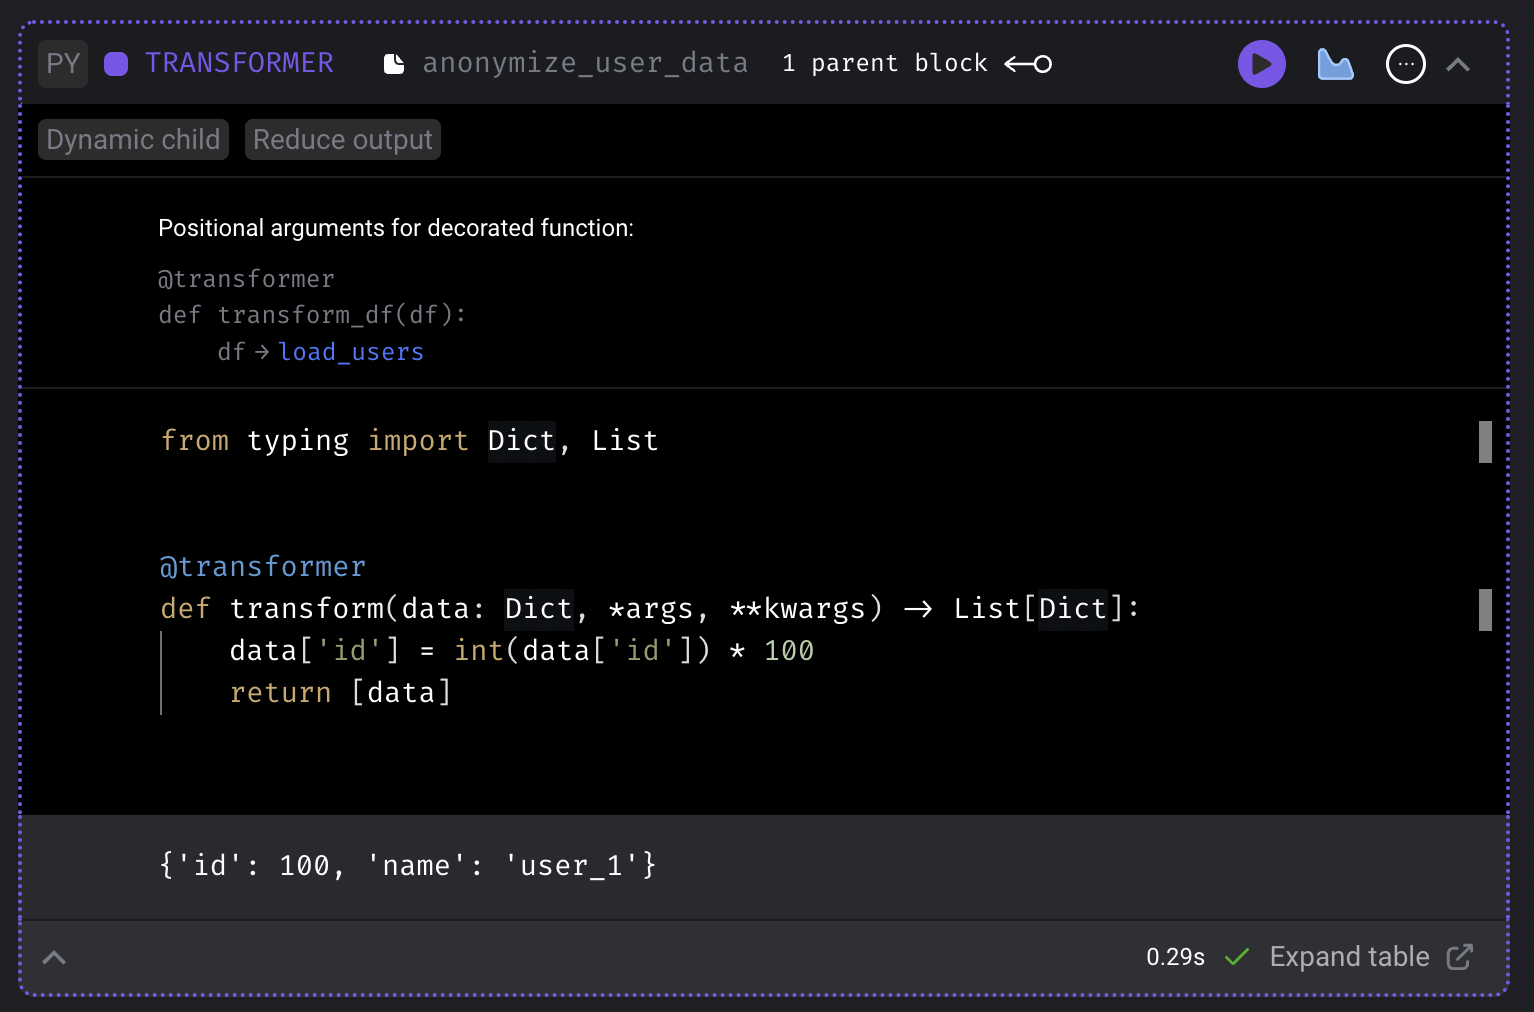 PY TRANSFORMER anonymize_user_data 1 parent block
Dynamic child Reduce output
Positional arguments for decorated function:
@transformer
def transform_df(df):
    df → load_users
from typing import Dict, List
@transformer
def transform(data: Dict, *args, **kwargs) -> List[Dict]:
    data['id'] = int(data['id']) * 100
    return [data]
{'id': 100, 'name': 'user_1'}
0.29s Expand table